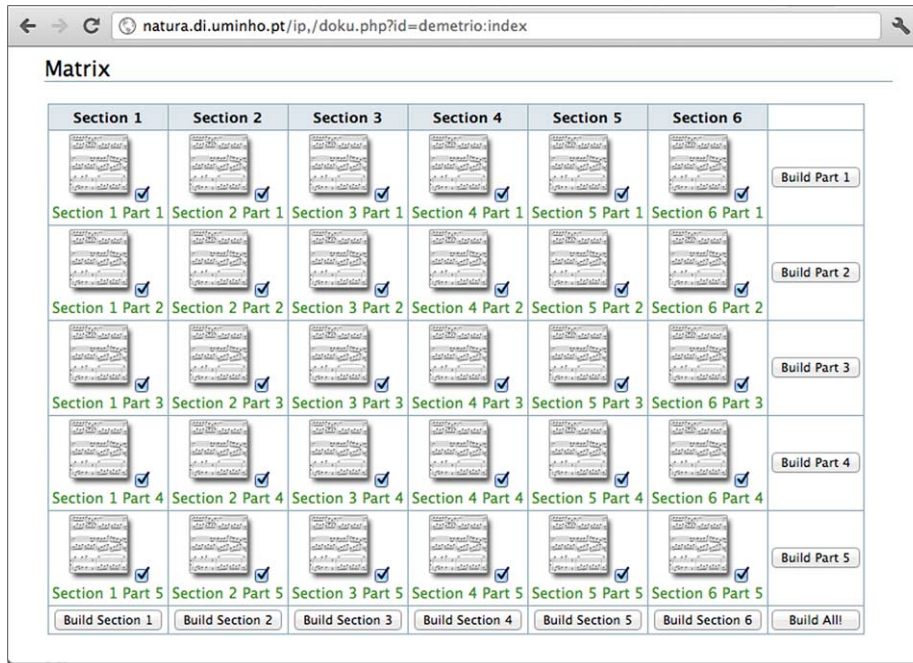 natura.di.uminho.pt/ip,/doku.php?id=demetrio:index
Matrix
Section 1 Section 2 Section 3 Section 4 Section 5 Section 6
Build Part 1
Section 1 Part 1 Section 2 Part 1 Section 3 Part 1 Section 4 Part 1 Section 5 Part 1 Section 6 Part 1
Build Part 2
Section 1 Part 2 Section 2 Part 2 Section 3 Part 2 Section 4 Part 2 Section 5 Part 2 Section 6 Part 2
Build Part 3
Section 1 Part 3 Section 2 Part 3 Section 3 Part 3 Section 4 Part 3 Section 5 Part 3 Section 6 Part 3
Build Part 4
Section 1 Part 4 Section 2 Part 4 Section 3 Part 4 Section 4 Part 4 Section 5 Part 4 Section 6 Part 4
Build Part 5
Section 1 Part 5 Section 2 Part 5 Section 3 Part 5 Section 4 Part 5 Section 5 Part 5 Section 6 Part 5
Build Section 1 Build Section 2 Build Section 3 Build Section 4 Build Section 5 Build Section 6 Build All!